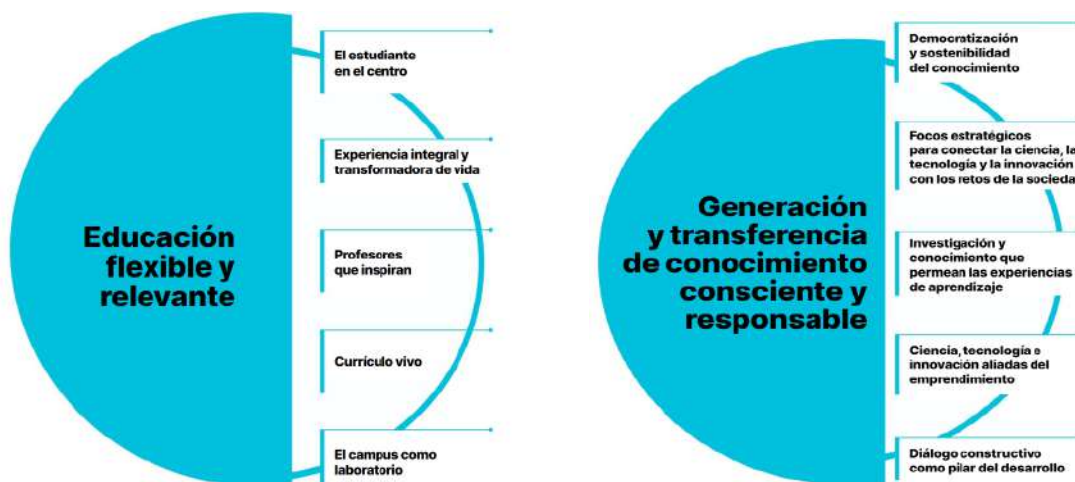 El estudiante
en el centro
Experiencia integral y
transformadora de vida
Educación
flexible y
relevante
Profesores
que inspiran
Currículo vivo
El campus como
laboratorio
Democratización
y sostenibilidad
del conocimiento
Focos estratégicos
para conectar la ciencia, la
tecnología y la innovación
con los retos de la socieda
Generación
y transferencia
de conocimiento
consciente y
responsable
Investigación y
conocimiento que
permean las experiencias
de aprendizaje
Ciencia, tecnología e
innovación aliadas del
emprendimiento
Diálogo constructivo
como pilar del desarrollo